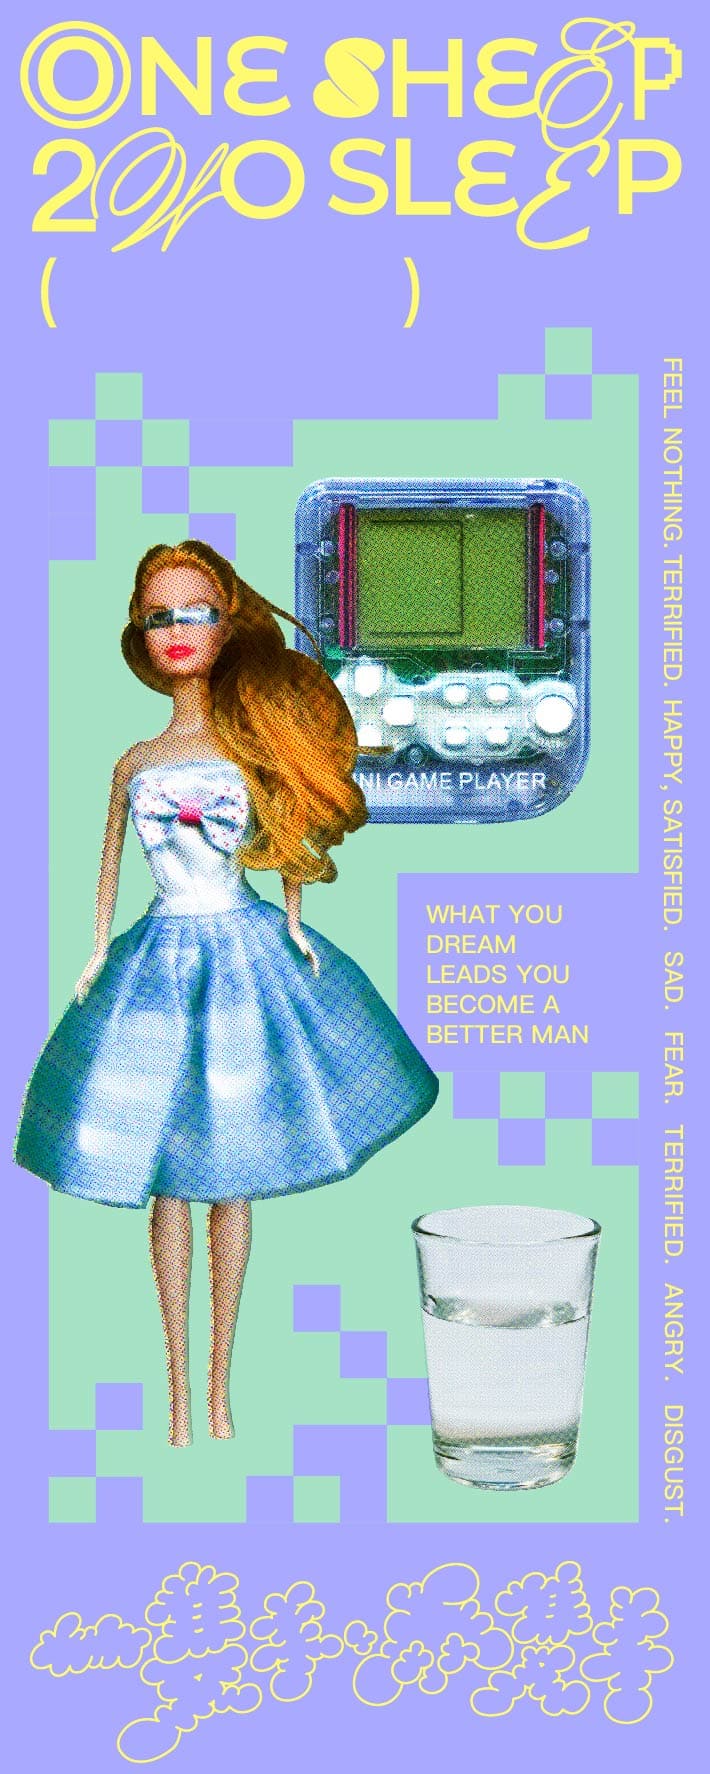 ONE SHEEP
2WO SLEEP
( )
FEEL NOTHING. TERRIFIED. HAPPY, SATISFIED. SAD. FEAR. TERRIFIED. ANGRY. DISGUST.
INI GAME PLAYER
WHAT YOU
DREAM
LEADS YOU
BECOME A
BETTER MAN